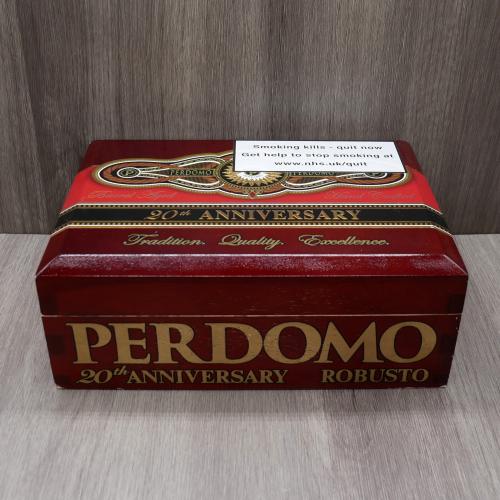 Smoking kills - quit now
Get help to stop smoking at
www.nhs.uk/quit
PERDOMO
20th ANNIVERSARY
Tradition. Quality. Excellence.
PERDOMO
20th ANNIVERSARY ROBUSTO